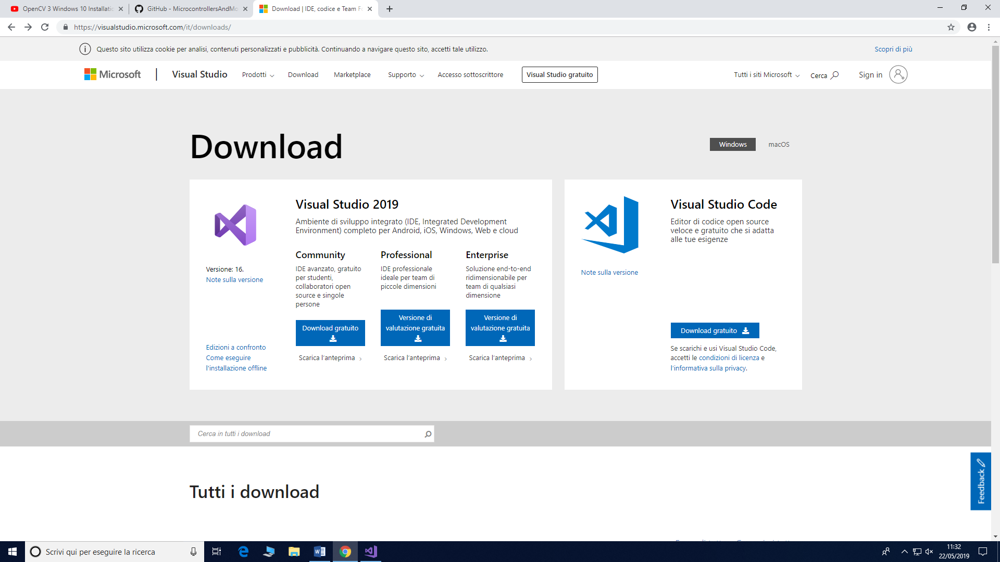 OpenCV 3 Windows 10 Installatio
GitHub - MicrocontrollersAndMo
Download | IDE, codice e Team Fo
https://visualstudio.microsoft.com/it/downloads/
Questo sito utilizza cookie per analisi, contenuti personalizzati e pubblicità. Continuando a navigare questo sito, accetti tale utilizzo.
Scopri di più
Microsoft
Visual Studio
Prodotti
Download
Marketplace
Supporto
Accesso sottoscrittore
Visual Studio gratuito
Tutti i siti Microsoft
Cerca
Sign in
Download
Windows
macOS
Visual Studio 2019
Ambiente di sviluppo integrato (IDE, Integrated Development
Environment) completo per Android, iOS, Windows, Web e cloud
Versione: 16.
Note sulla versione
Edizioni a confronto
Come eseguire
l'installazione offline
Community
IDE avanzato, gratuito
per studenti,
collaboratori open
source e singole
persone
Download gratuito
Scarica l'anteprima
Professional
IDE professionale
ideale per team di
piccole dimensioni
Versione di
valutazione gratuita
Scarica l'anteprima
Enterprise
Soluzione end-to-end
ridimensionabile per
team di qualsiasi
dimensione
Versione di
valutazione gratuita
Scarica l'anteprima
Visual Studio Code
Editor di codice open source
veloce e gratuito che si adatta
alle tue esigenze
Note sulla versione
Download gratuito
Se scarichi e usi Visual Studio Code,
accetti le condizioni di licenza e
l'informativa sulla privacy.
Cerca in tutti i download
Feedback
Tutti i download
Scrivi qui per eseguire la ricerca
11:32
22/05/2019